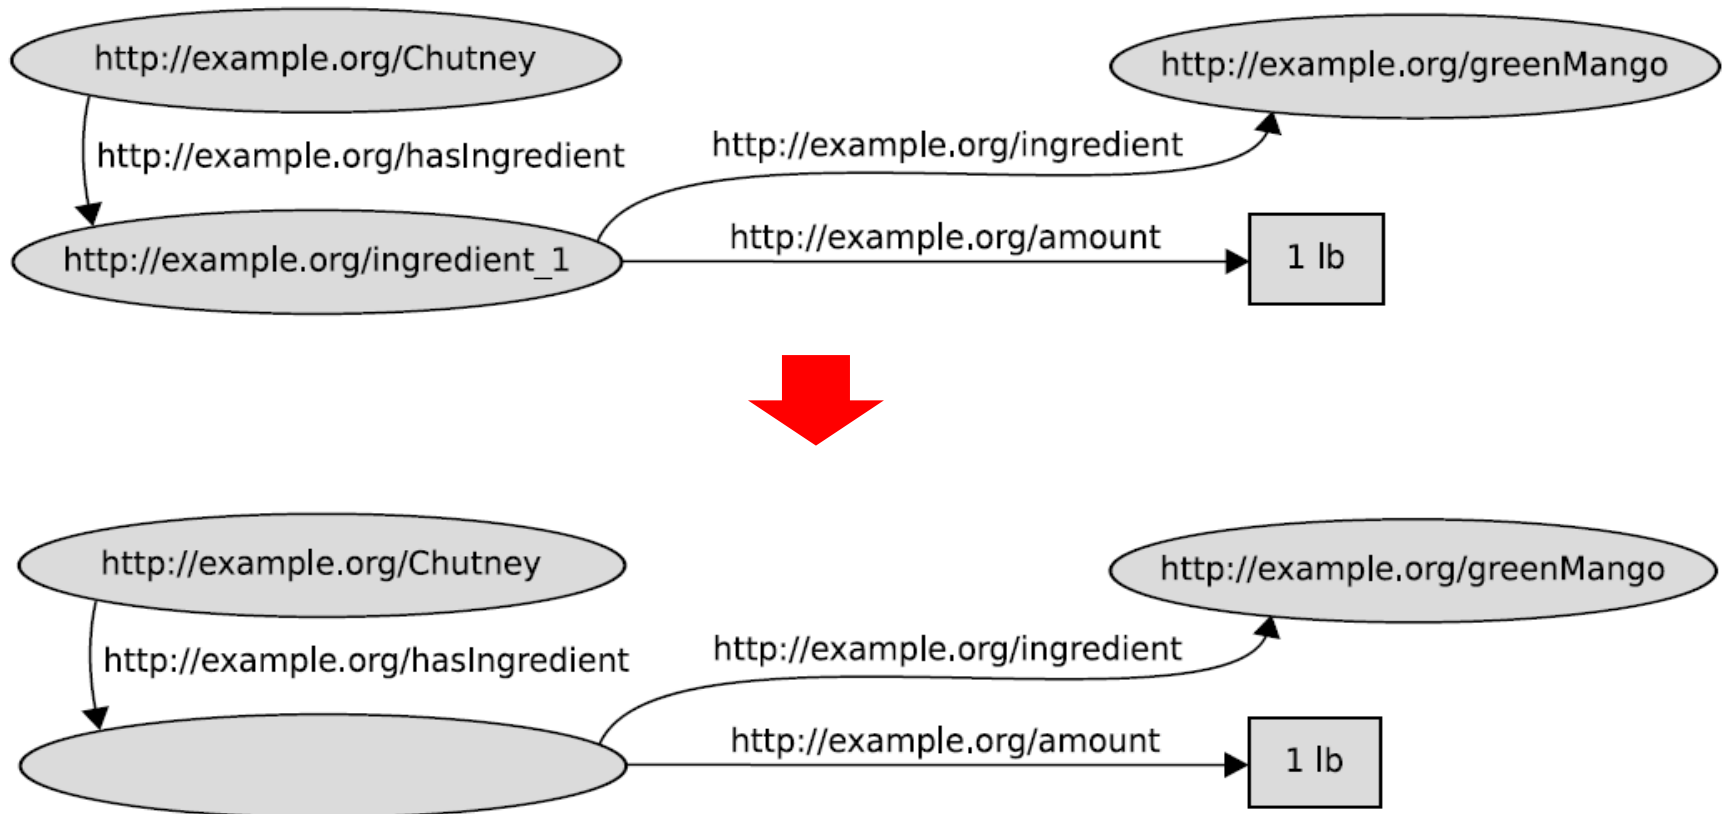 http://example.org/Chutney
http://example.org/greenMango
http://example.org/hasIngredient
http://example.org/ingredient
http://example.org/amount
http://example.org/ingredient_1
1 lb
http://example.org/Chutney
http://example.org/greenMango
http://example.org/hasIngredient
http://example.org/ingredient
http://example.org/amount
1 lb